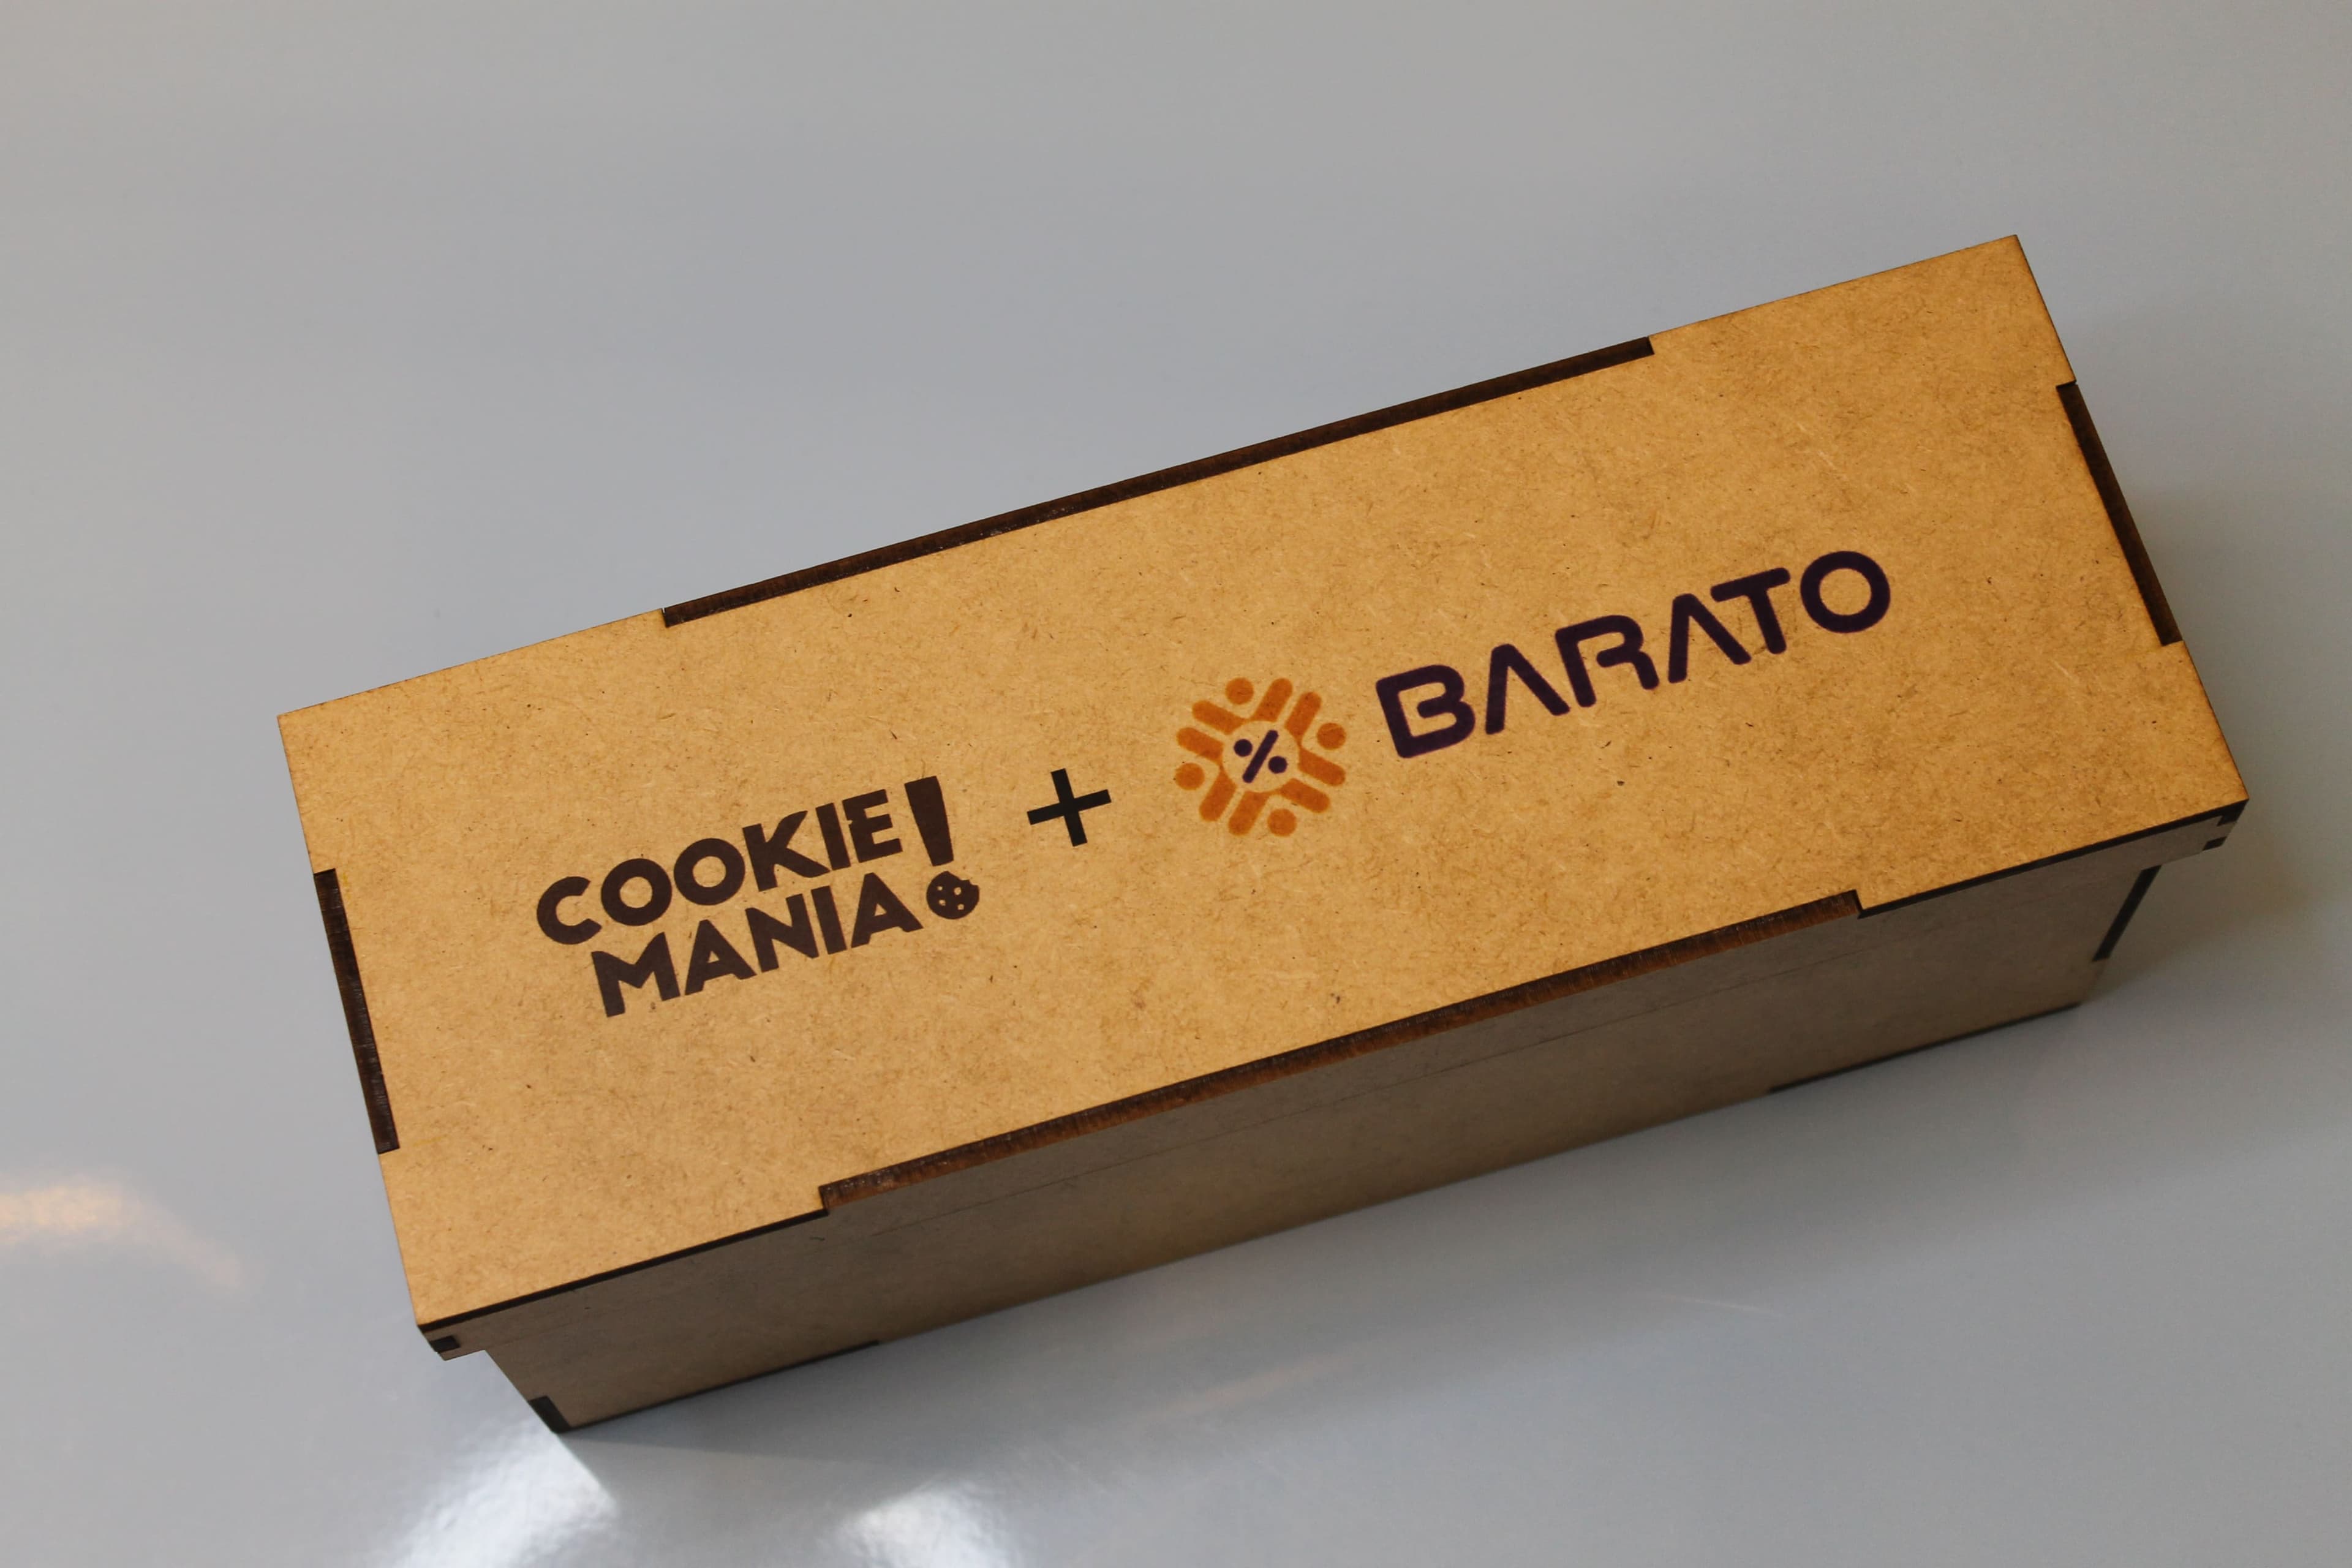 COOKIE!
MANIA
+
% BARATO